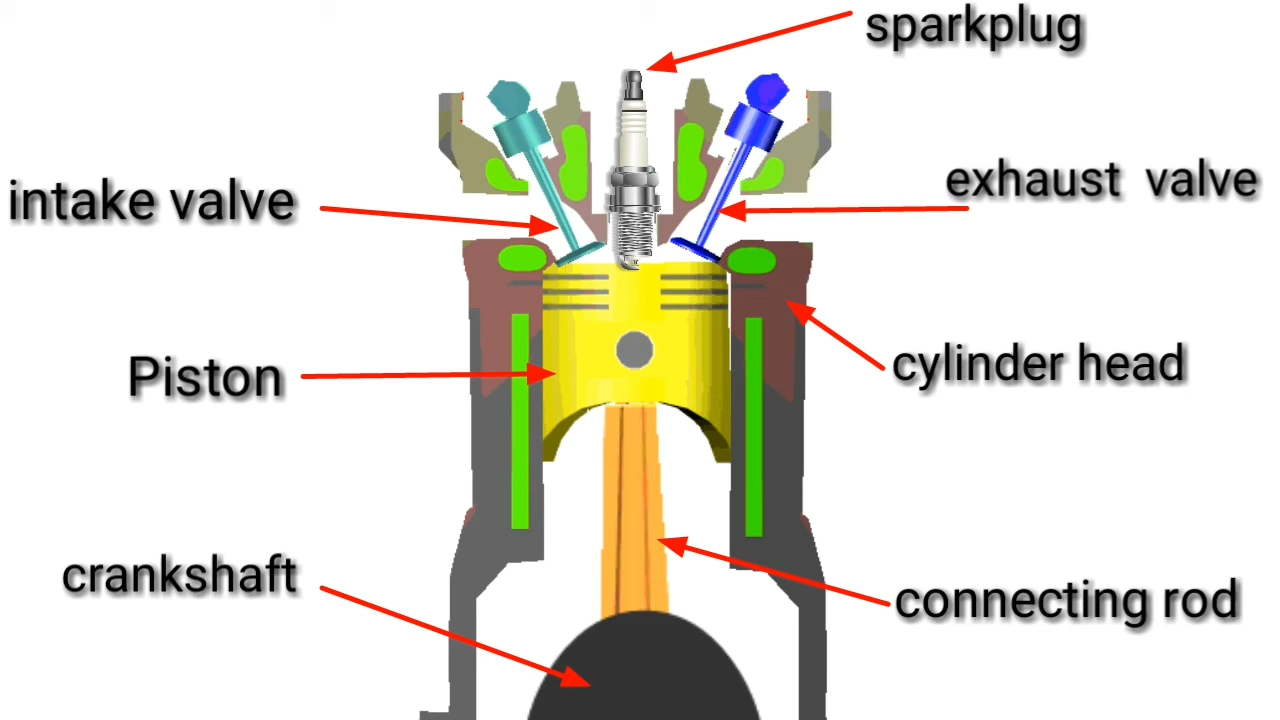 sparkplug
intake valve
exhaust valve
Piston
cylinder head
crankshaft
connecting rod